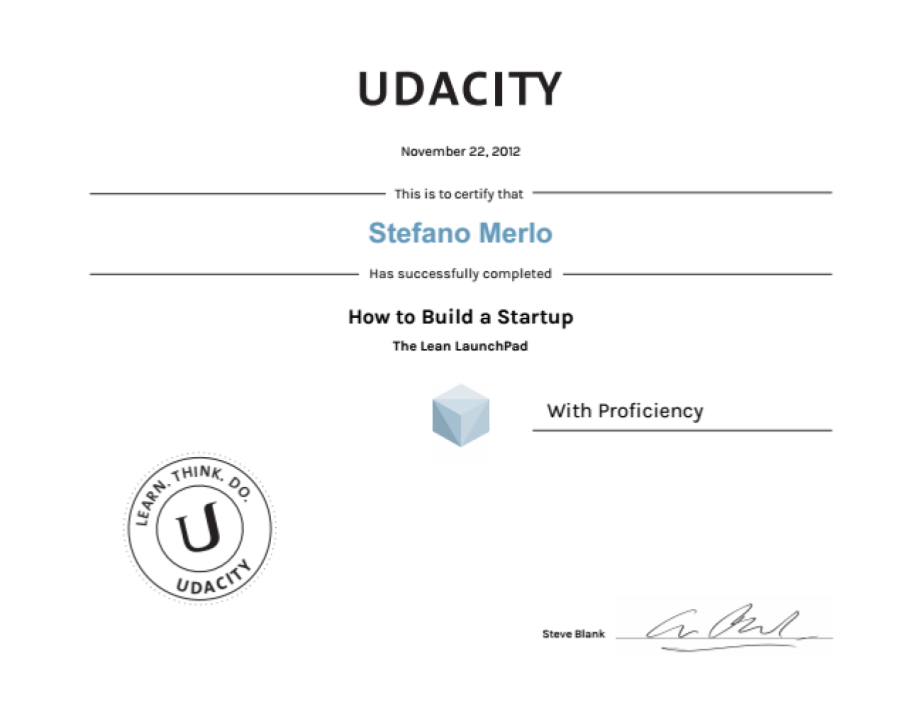 UDACITY
November 22, 2012
This is to certify that
Stefano Merlo
Has successfully completed
How to Build a Startup
The Lean LaunchPad
With Proficiency
LEARN. THINK. DO.
U
UDACITY
Steve Blank